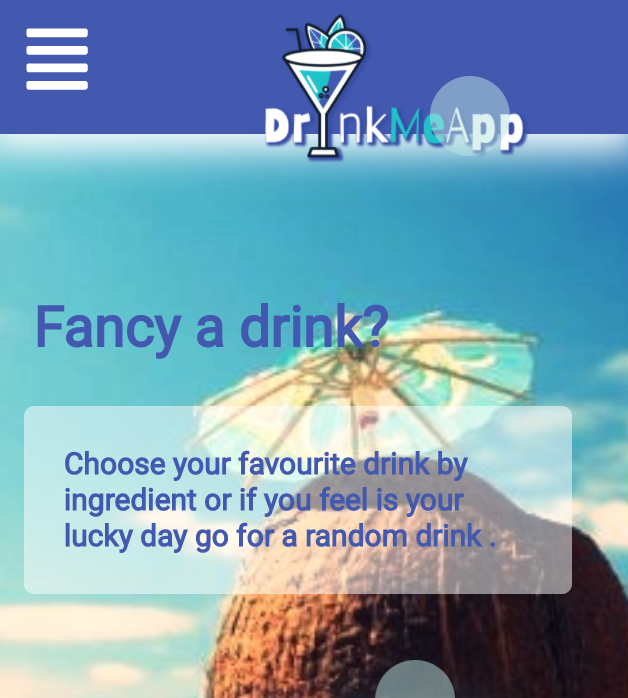 DrinkMeApp
Fancy a drink?
Choose your favourite drink by
ingredient or if you feel is your
lucky day go for a random drink .